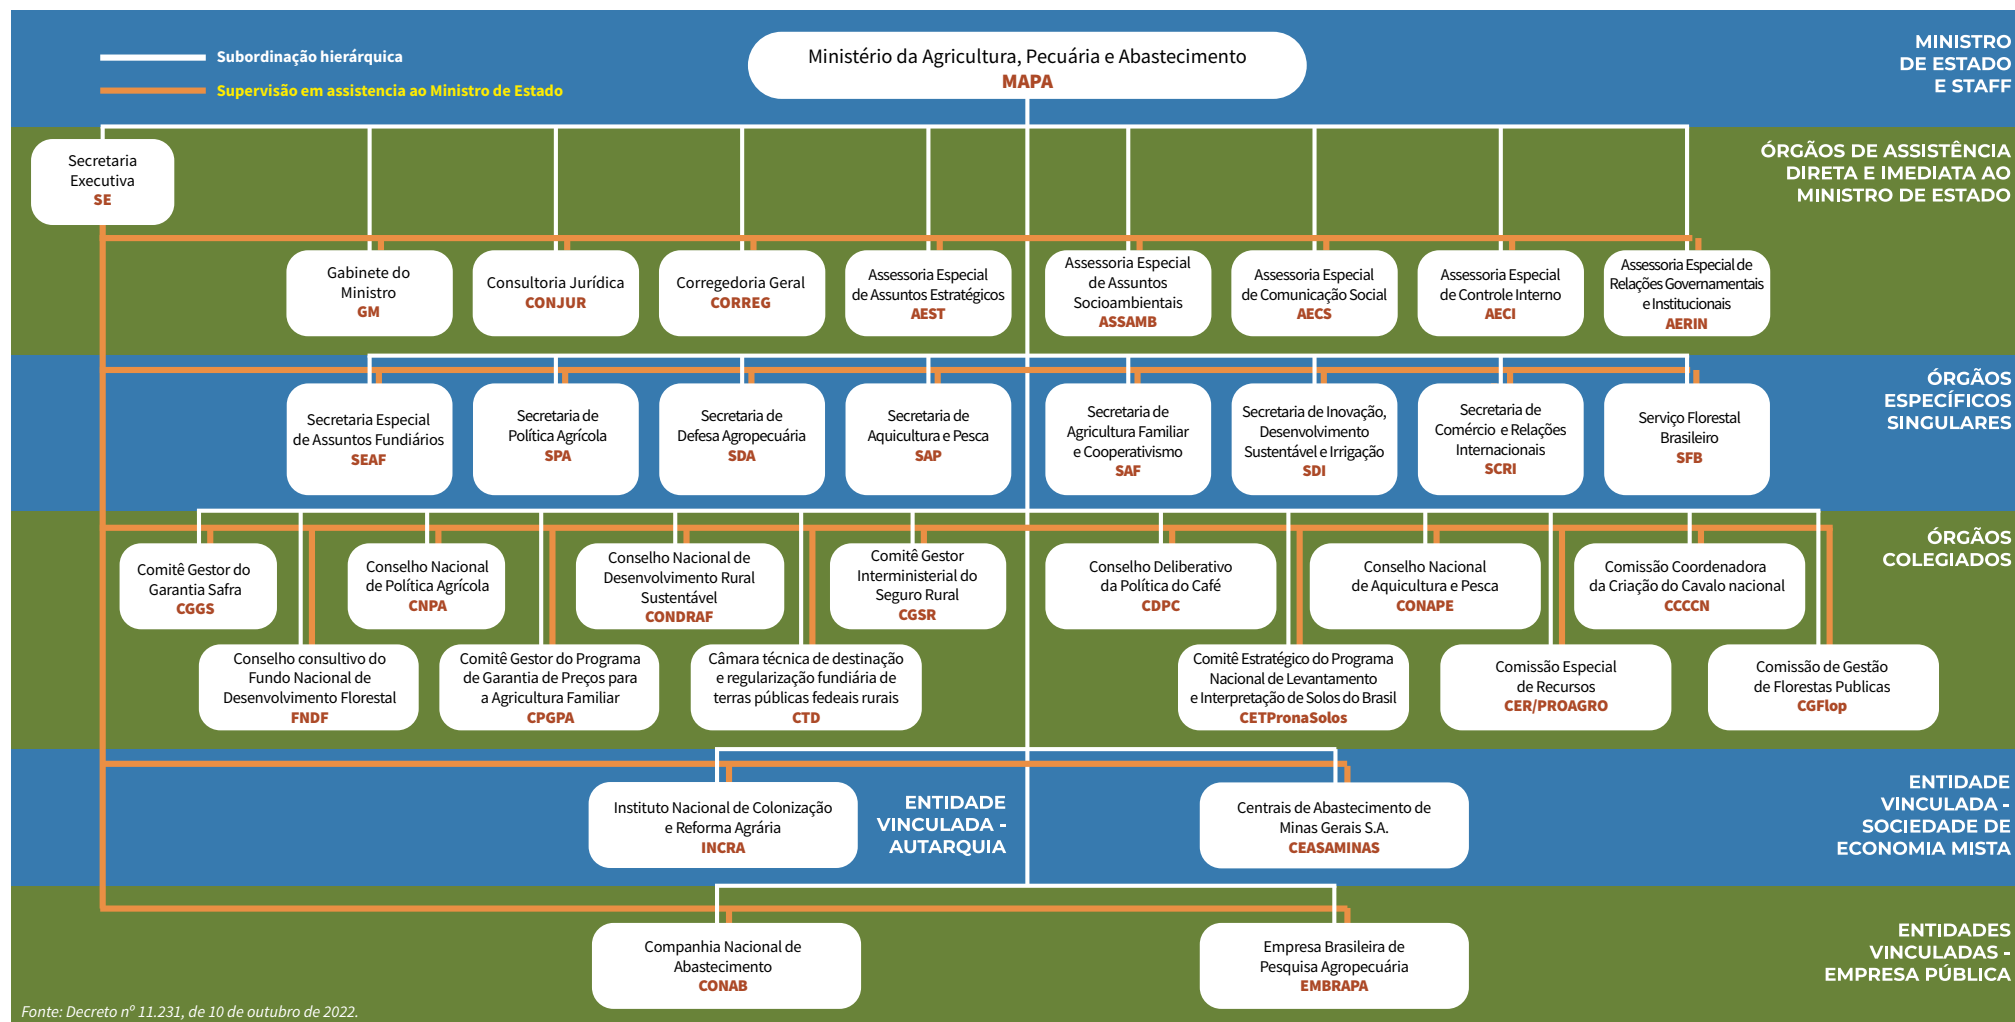 Subordinação hierárquica
Supervisão em assistencia ao Ministro de Estado
Ministério da Agricultura, Pecuária e Abastecimento
MAPA
MINISTRO
DE ESTADO
E STAFF
Secretaria
Executiva
SE
ÓRGÃOS DE ASSISTÊNCIA
DIRETA E IMEDIATA AO
MINISTRO DE ESTADO
Gabinete do
Ministro
GM
Consultoria Jurídica
CONJUR
Corregedoria Geral
CORREG
Assessoria Especial
de Assuntos Estratégicos
AEST
Assessoria Especial
de Assuntos
Socioambientais
ASSAMB
Assessoria Especial
de Comunicação Social
AECS
Assessoria Especial
de Controle Interno
AECI
Assessoria Especial de
Relações Governamentais
e Institucionais
AERIN
ÓRGÃOS
ESPECÍFICOS
SINGULARES
Secretaria Especial
de Assuntos Fundiários
SEAF
Secretaria de
Política Agrícola
SPA
Secretaria de
Defesa Agropecuária
SDA
Secretaria de
Aquicultura e Pesca
SAP
Secretaria de
Agricultura Familiar
e Cooperativismo
SAF
Secretaria de Inovação,
Desenvolvimento
Sustentável e Irrigação
SDI
Secretaria de
Comércio e Relações
Internacionais
SCRI
Serviço Florestal
Brasileiro
SFB
ÓRGÃOS
COLEGIADOS
Comitê Gestor do
Garantia Safra
CGGS
Conselho Nacional
de Política Agrícola
CNPA
Conselho Nacional de
Desenvolvimento Rural
Sustentável
CONDRAF
Comitê Gestor
Interministerial do
Seguro Rural
CGSR
Conselho Deliberativo
da Política do Café
CDPC
Conselho Nacional
de Aquicultura e Pesca
CONAPE
Comissão Coordenadora
da Criação do Cavalo nacional
CCCCN
Conselho consultivo do
Fundo Nacional de
Desenvolvimento Florestal
FNDF
Comitê Gestor do Programa
de Garantia de Preços para
a Agricultura Familiar
CPGPA
Câmara técnica de destinação
e regularização fundiária de
terras públicas fedeais rurais
CTD
Comitê Estratégico do Programa
Nacional de Levantamento
e Interpretação de Solos do Brasil
CETPronaSolos
Comissão Especial
de Recursos
CER/PROAGRO
Comissão de Gestão
de Florestas Publicas
CGFlop
Instituto Nacional de Colonização
e Reforma Agrária
INCRA
ENTIDADE
VINCULADA -
AUTARQUIA
Centrais de Abastecimento de
Minas Gerais S.A.
CEASAMINAS
ENTIDADE
VINCULADA -
SOCIEDADE DE
ECONOMIA MISTA
Companhia Nacional de
Abastecimento
CONAB
Empresa Brasileira de
Pesquisa Agropecuária
EMBRAPA
ENTIDADES
VINCULADAS -
EMPRESA PÚBLICA
Fonte: Decreto nº 11.231, de 10 de outubro de 2022.